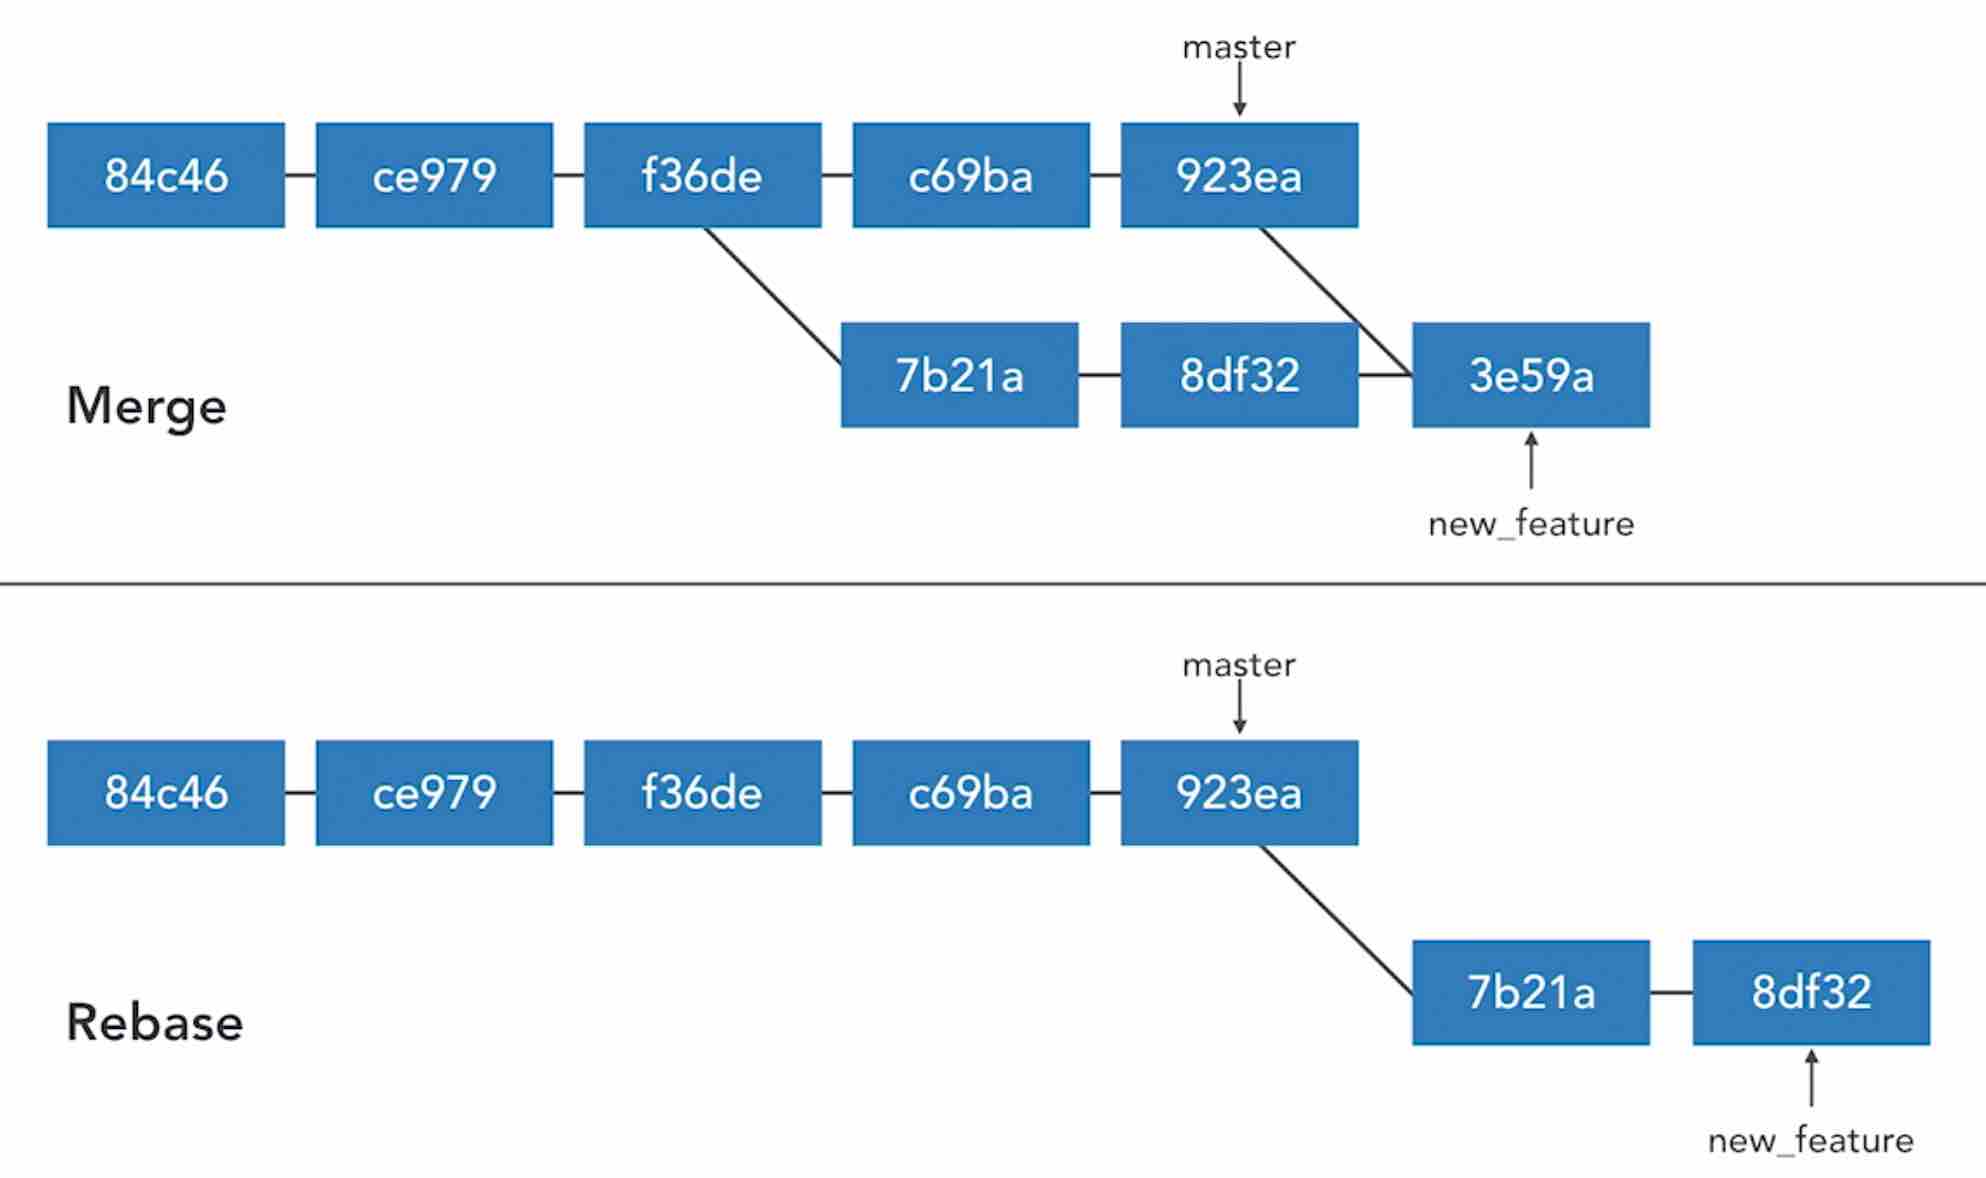 master
84c46 ce979 f36de c69ba 923ea
7b21a 8df32 3e59a
Merge
new_feature
master
84c46 ce979 f36de c69ba 923ea
7b21a 8df32
Rebase
new_feature